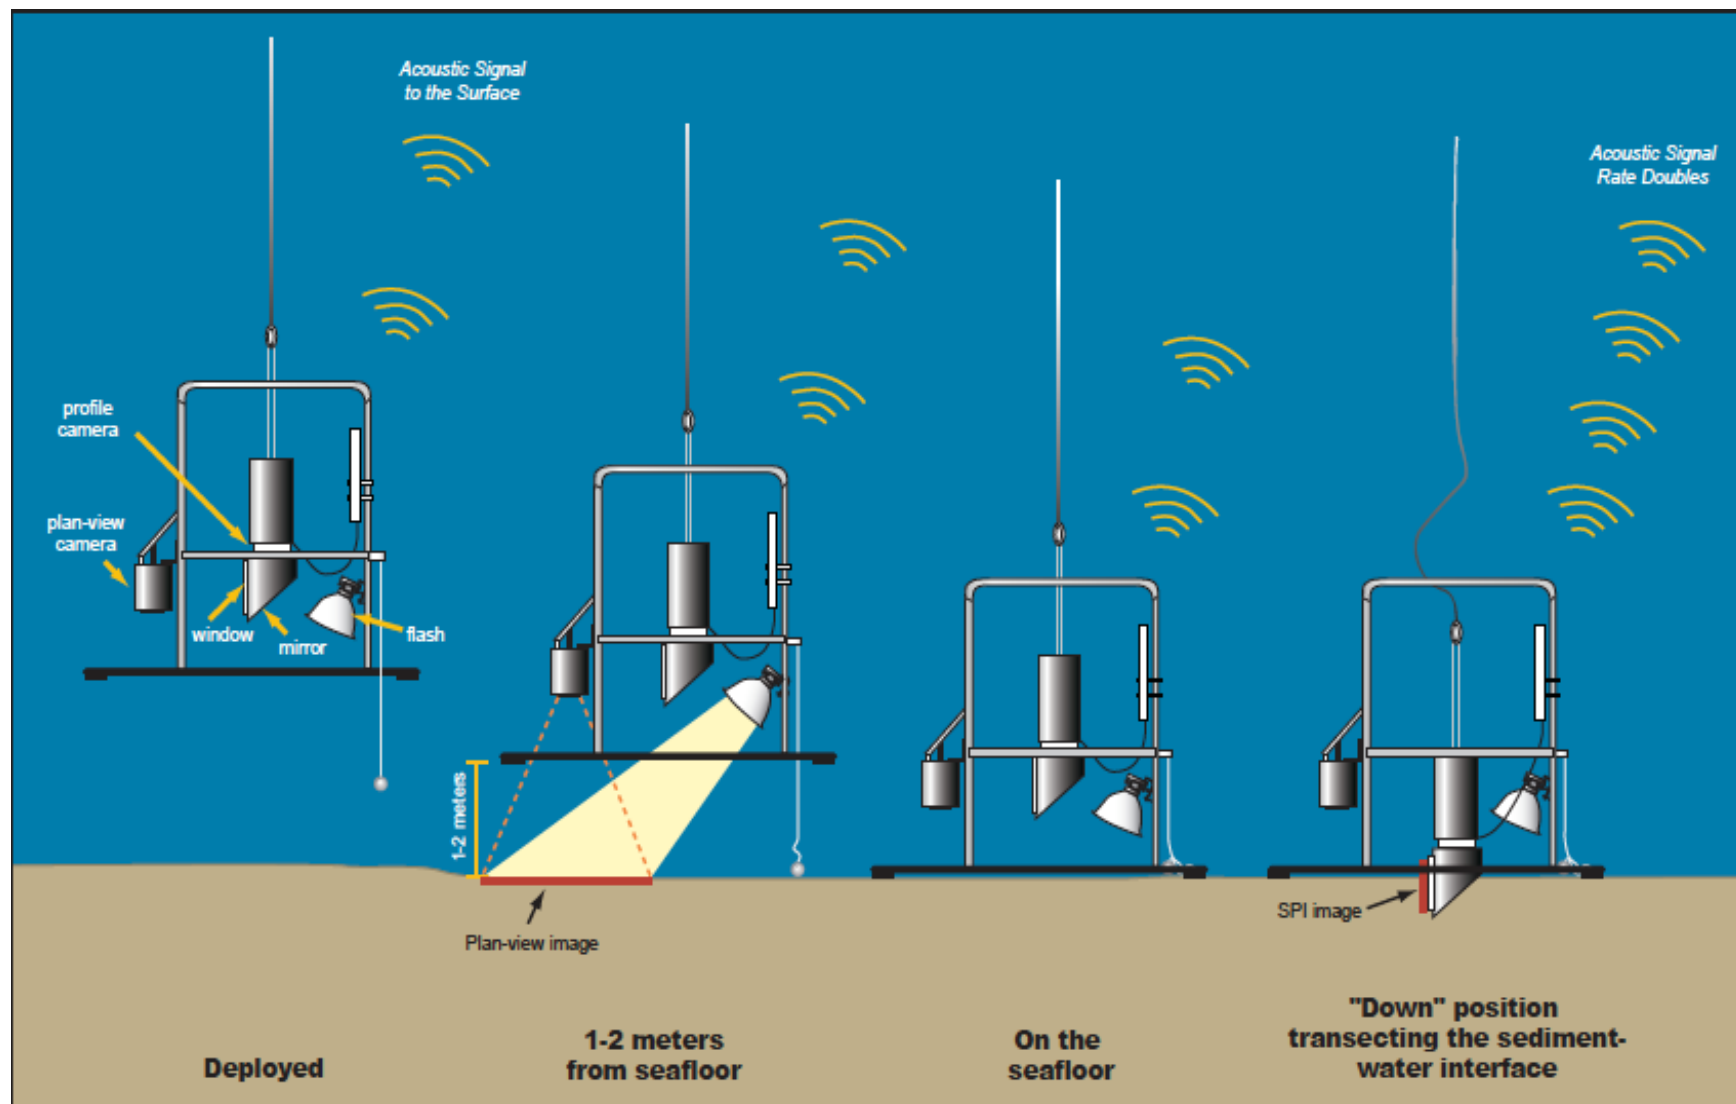 Acoustic Signal
to the Surface
Acoustic Signal
Rate Doubles
profile
camera
plan-view
camera
window
mirror
flash
1-2 meters
Plan-view image
SPI image
Deployed
1-2 meters
from seafloor
On the
seafloor
"Down" position
transecting the sediment-
water interface